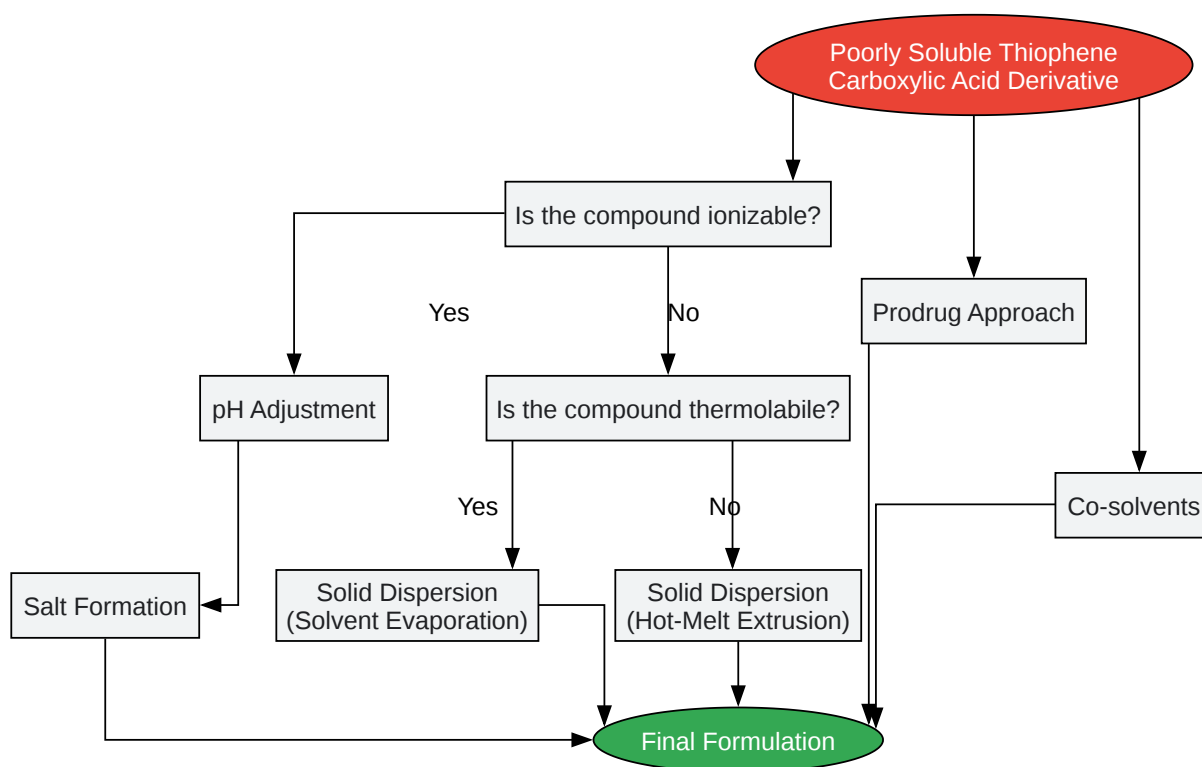 Poorly Soluble Thiophene
Carboxylic Acid Derivative
Is the compound ionizable?
Prodrug Approach
Yes
No
pH Adjustment
Is the compound thermolabile?
Co-solvents
Yes
No
Salt Formation
Solid Dispersion
(Solvent Evaporation)
Solid Dispersion
(Hot-Melt Extrusion)
Final Formulation